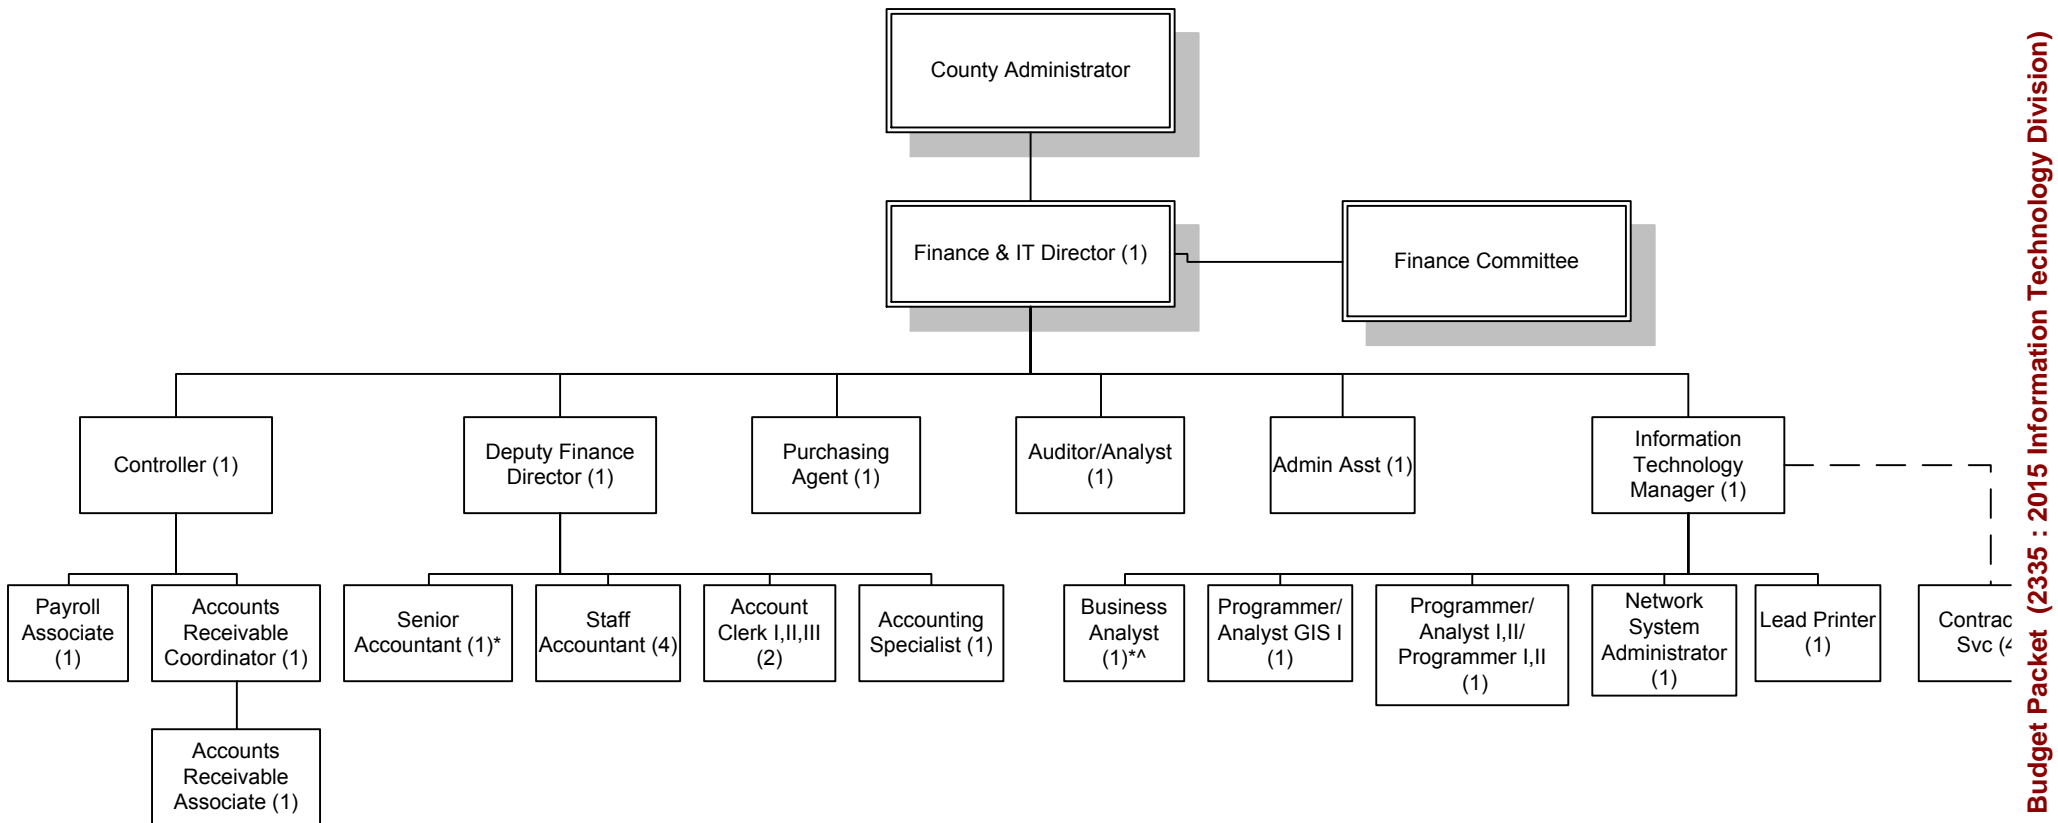 County Administrator
Finance & IT Director (1)
Finance Committee
Controller (1)
Deputy Finance
Director (1)
Purchasing
Agent (1)
Auditor/Analyst
(1)
Admin Asst (1)
Information
Technology
Manager (1)
Payroll
Associate
(1)
Accounts
Receivable
Coordinator (1)
Senior
Accountant (1)*
Staff
Accountant (4)
Account
Clerk I,II,III
(2)
Accounting
Specialist (1)
Business
Analyst
(1)*^
Programmer/
Analyst GIS I
(1)
Programmer/
Analyst I,II/
Programmer I,II
(1)
Network
System
Administrator
(1)
Lead Printer
(1)
Svc
Accounts
Receivable
Associate (1)
Budget Packet (2335 : 2015 Information Technology Division)